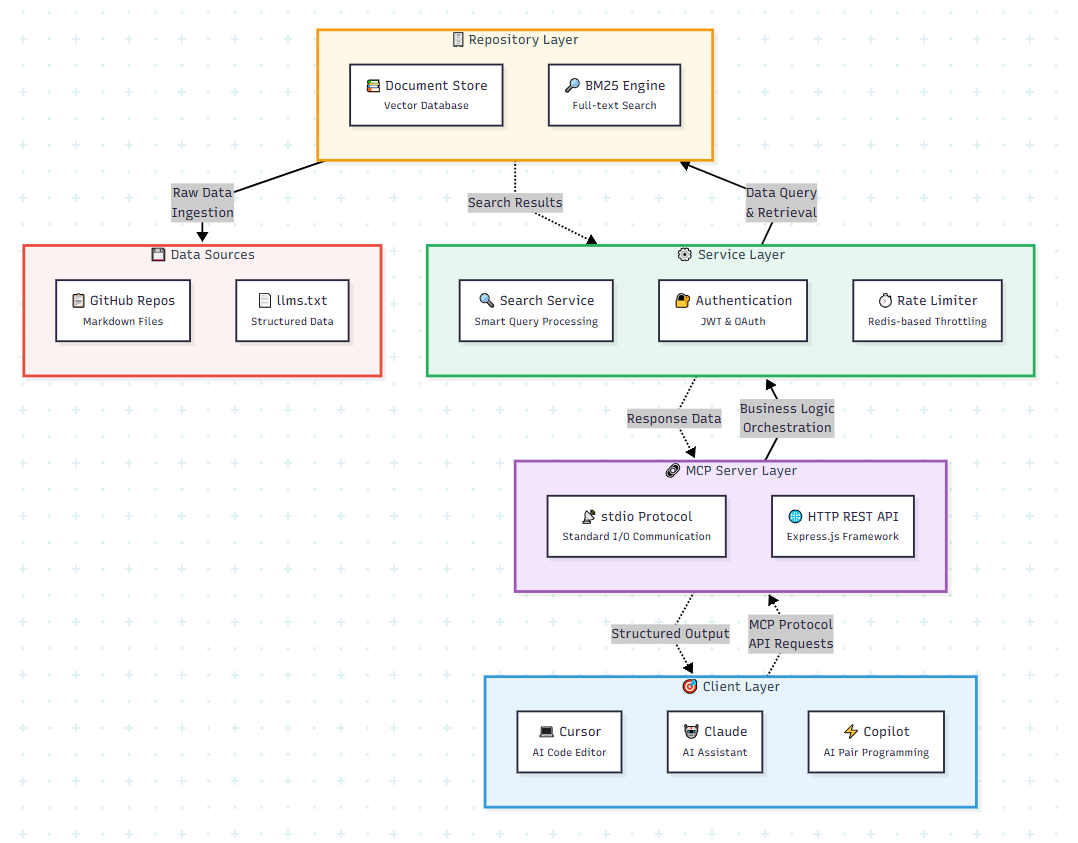 Repository Layer
Document Store
Vector Database
BM25 Engine
Full-text Search
Raw Data
Ingestion
Search Results
Data Query
& Retrieval
Data Sources
GitHub Repos
Markdown Files
llms.txt
Structured Data
Service Layer
Search Service
Smart Query Processing
Authentication
JWT & OAuth
Rate Limiter
Redis-based Throttling
Response Data
Business Logic
Orchestration
MCP Server Layer
stdio Protocol
Standard I/O Communication
HTTP REST API
Express.js Framework
Structured Output
MCP Protocol
API Requests
Client Layer
Cursor
AI Code Editor
Claude
AI Assistant
Copilot
AI Pair Programming